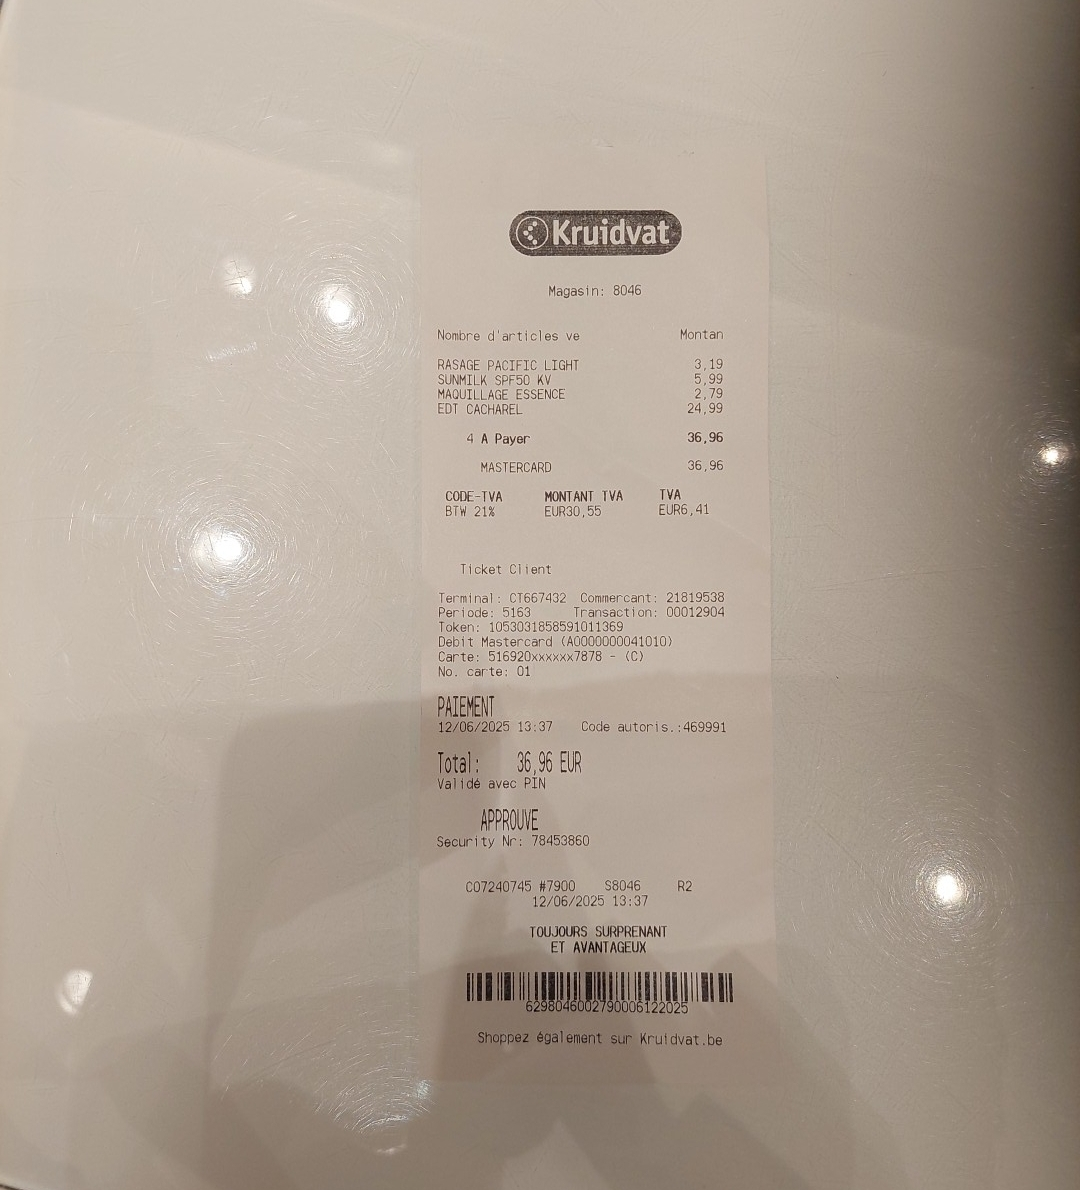 Kruidvat
Magasin: 8046
Nombre d'articles ve Montan
RASAGE PACIFIC LIGHT 3,19
SUNMILK SPF50 KV 5,99
MAQUILLAGE ESSENCE 2,79
EDT CACHAREL 24,99
4 A Payer 36,96
MASTERCARD 36,96
CODE-TVA MONTANT TVA TVA
BTW 21% EUR30,55 EUR6,41
Ticket Client
Terminal: CT667432 Commercant: 21819538
Periode: 5163 Transaction: 00012904
Token: 1053031858591011369
Debit Mastercard (A0000000041010)
Carte: 516920xxxxxx7878 - (C)
No. carte: 01
PAIEMENT
12/06/2025 13:37 Code autoris.:469991
Total: 36,96 EUR
Validé avec PIN
APPROUVE
Security Nr: 78453860
C07240745 #7900 S8046 R2
12/06/2025 13:37
TOUJOURS SURPRENANT
ET AVANTAGEUX
6298046002790006122025
Shoppez également sur Kruidvat.be